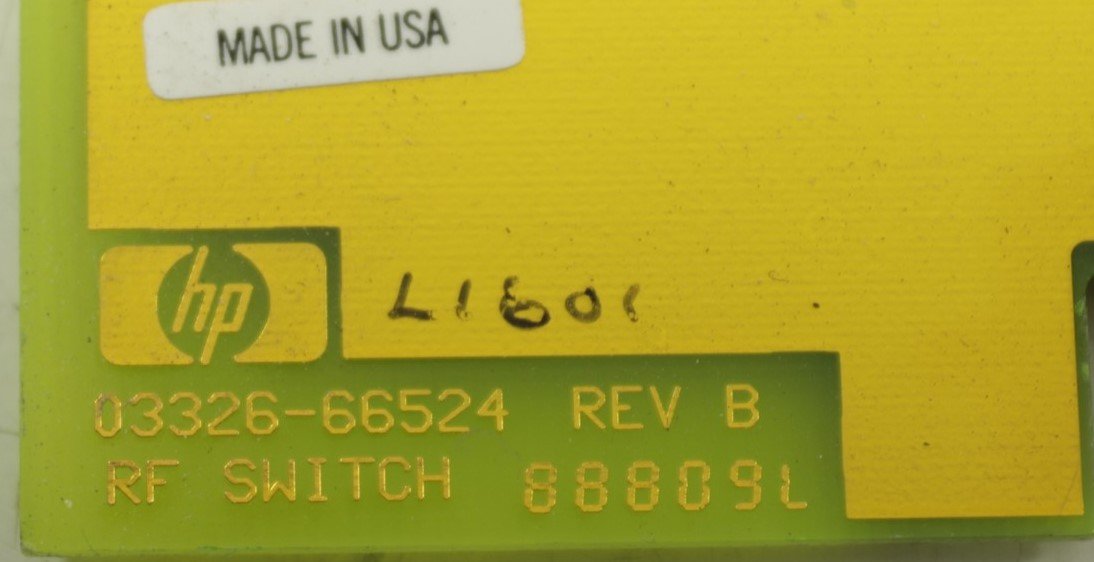 MADE IN USA
hp
L1601
03326-66524 REV B
RF SWITCH 88809L